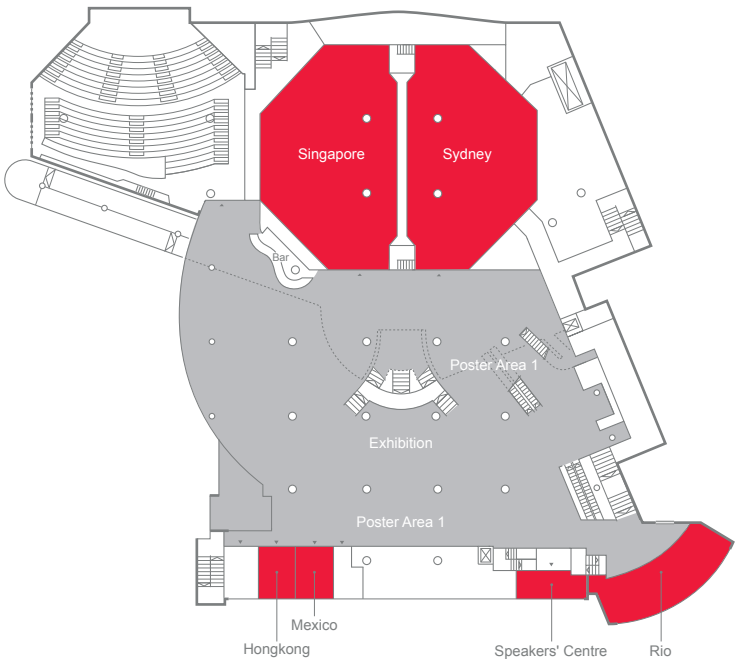 Singapore
Sydney
Bar
Poster Area 1
Exhibition
Poster Area 1
Mexico
Hongkong
Speakers' Centre
Rio